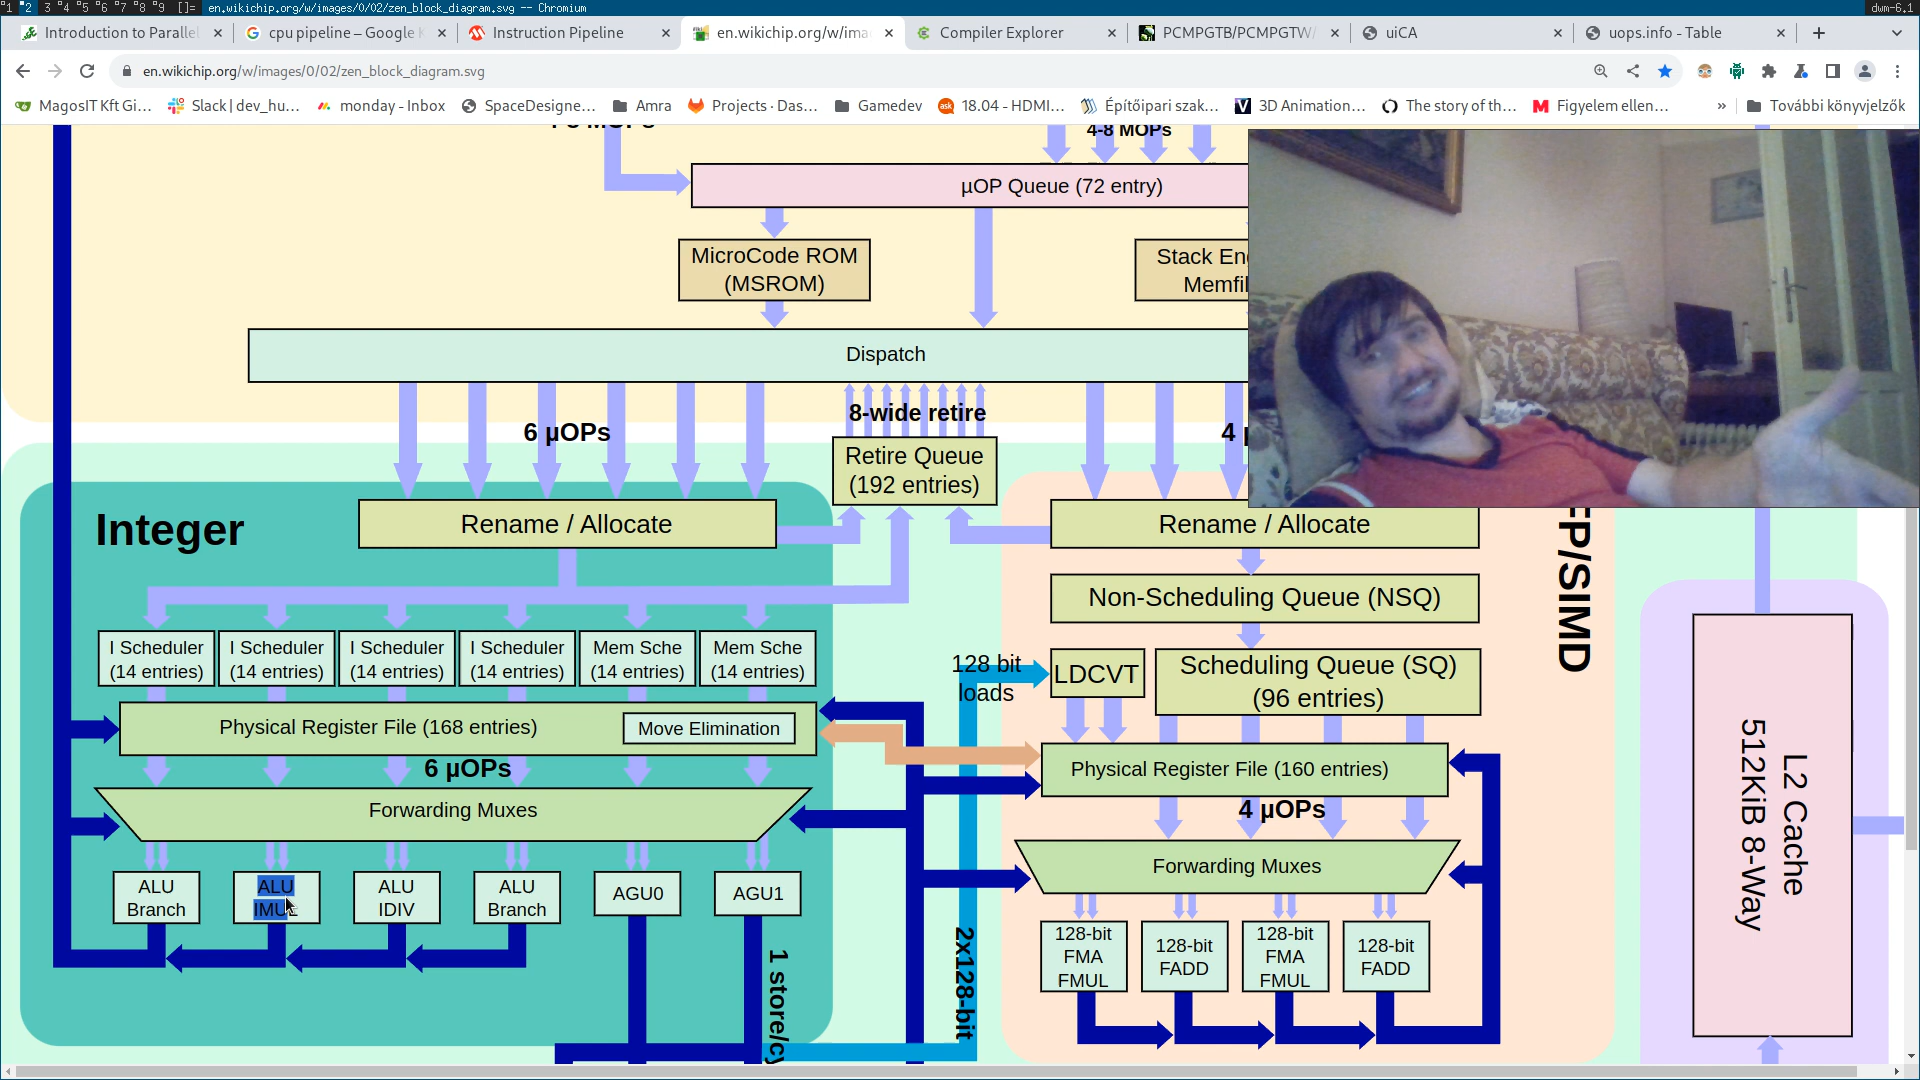 1 2 3 4 5 6 7 8 9 []= en.wikichip.org/w/images/0/02/zen_block_diagram.svg -- Chromium dwm-6.1
Introduction to Parallel
cpu pipeline – Google K
Instruction Pipeline
en.wikichip.org/w/ima
Compiler Explorer
PCMPGTB/PCMPGTW/
uiCA
uops.info - Table
en.wikichip.org/w/images/0/02/zen_block_diagram.svg
MagosIT Kft Gi…
Slack | dev_hu…
monday - Inbox
SpaceDesigne…
Amra
Projects · Das…
Gamedev
18.04 - HDMI…
Építőipari szak…
3D Animation…
The story of th…
Figyelem ellen…
»
További könyvjelzők
4-8 MOPs
µOP Queue (72 entry)
MicroCode ROM
(MSROM)
Stack En
Memfil
Dispatch
8-wide retire
6 µOPs
4
Retire Queue
(192 entries)
Integer
Rename / Allocate
Rename / Allocate
FP/SIMD
Non-Scheduling Queue (NSQ)
I Scheduler
(14 entries)
I Scheduler
(14 entries)
I Scheduler
(14 entries)
I Scheduler
(14 entries)
Mem Sche
(14 entries)
Mem Sche
(14 entries)
128 bit
loads
LDCVT
Scheduling Queue (SQ)
(96 entries)
Physical Register File (168 entries)
Move Elimination
6 µOPs
Physical Register File (160 entries)
4 µOPs
Forwarding Muxes
Forwarding Muxes
L2 Cache
512KiB 8-Way
ALU
Branch
ALU
IMUL
ALU
IDIV
ALU
Branch
AGU0
AGU1
128-bit
FMA
FMUL
128-bit
FADD
128-bit
FMA
FMUL
128-bit
FADD
1 store/cy
2x128-bit